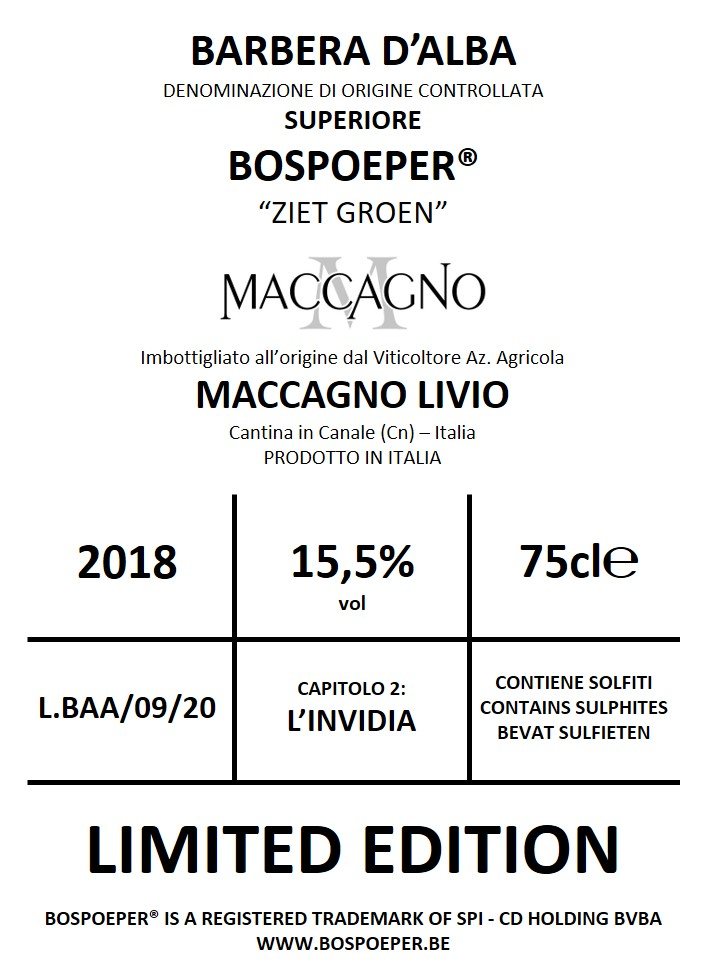 BARBERA D’ALBA
DENOMINAZIONE DI ORIGINE CONTROLLATA
SUPERIORE
BOSPOEPER®
“ZIET GROEN”
MACCAGNO
Imbottigliato all’origine dal Viticoltore Az. Agricola
MACCAGNO LIVIO
Cantina in Canale (Cn) – Italia
PRODOTTO IN ITALIA
2018
15,5%
vol
75cl℮
L.BAA/09/20
CAPITOLO 2:
L’INVIDIA
CONTIENE SOLFITI
CONTAINS SULPHITES
BEVAT SULFIETEN
LIMITED EDITION
BOSPOEPER® IS A REGISTERED TRADEMARK OF SPI - CD HOLDING BVBA
WWW.BOSPOEPER.BE